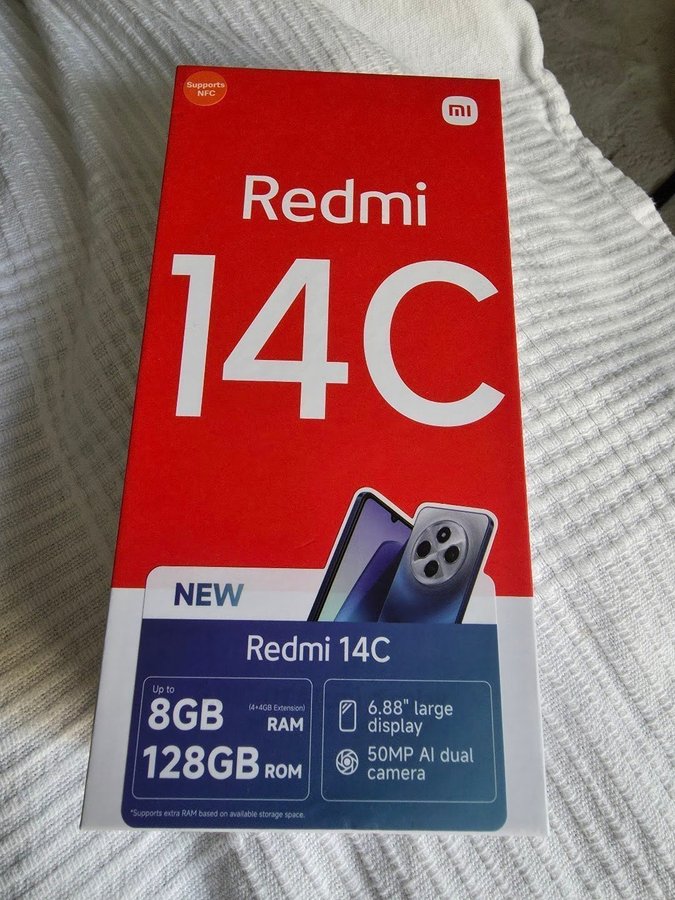 Supports
NFC
mi
Redmi
14C
NEW
Redmi 14C
Up to
8GB (4+4GB Extension) RAM
128GB ROM
6.88" large
display
50MP AI dual
camera
*Supports extra RAM based on available storage space.